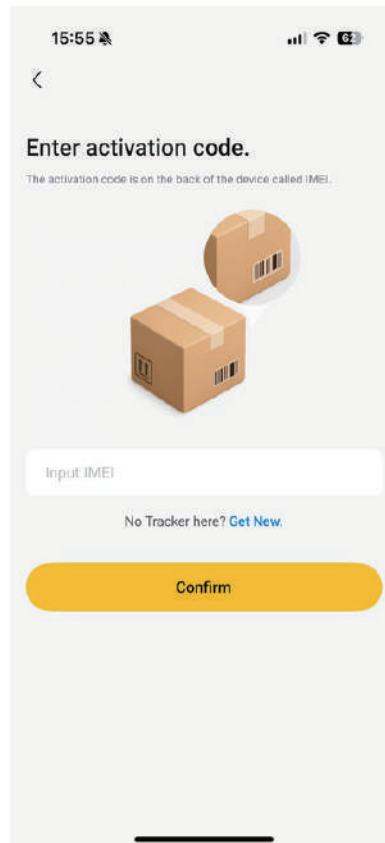 15:55
62
Enter activation code.
The activation code is on the back of the device called IMEI.
Input IMEI
No Tracker here? Get New.
Confirm